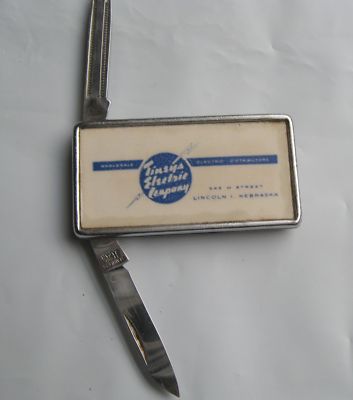 WHOLESALE
ELECTRIC DISTRIBUTORS
Electric
Company
STREET
LINCOLN 1, NEBRASKA